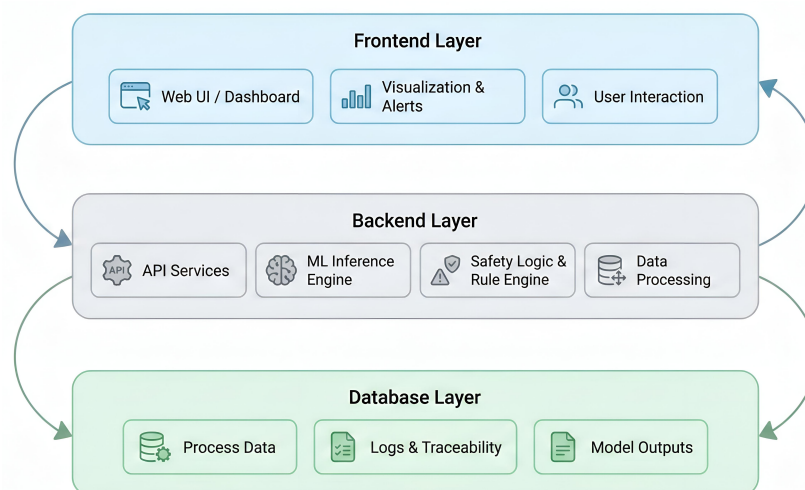 Frontend Layer
Web UI / Dashboard
Visualization &
Alerts
User Interaction
Backend Layer
API
API Services
ML Inference
Engine
Safety Logic &
Rule Engine
Data
Processing
Database Layer
Process Data
Logs & Traceability
Model Outputs